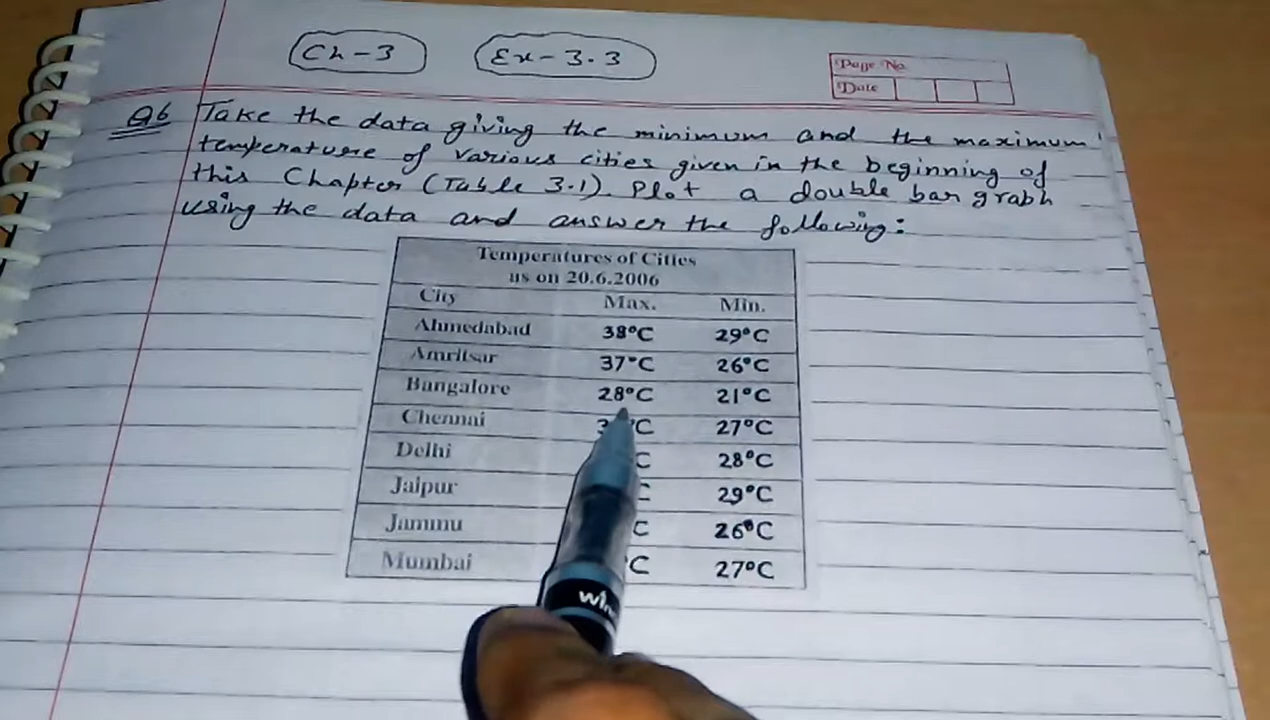 Ch-3 Ex-3.3
Page No.
Date
Q6 Take the data giving the minimum and the maximum
temperature of various cities given in the beginning of
this Chapter (Table 3.1). Plot a double bar graph
using the data and answer the following:
Temperatures of Cities
as on 20.6.2006
City Max. Min.
Ahmedabad 38°C 29°C
Amritsar 37°C 26°C
Bangalore 28°C 21°C
Chennai 3 °C 27°C
Delhi C 28°C
Jaipur C 29°C
Jammu C 26°C
Mumbai °C 27°C